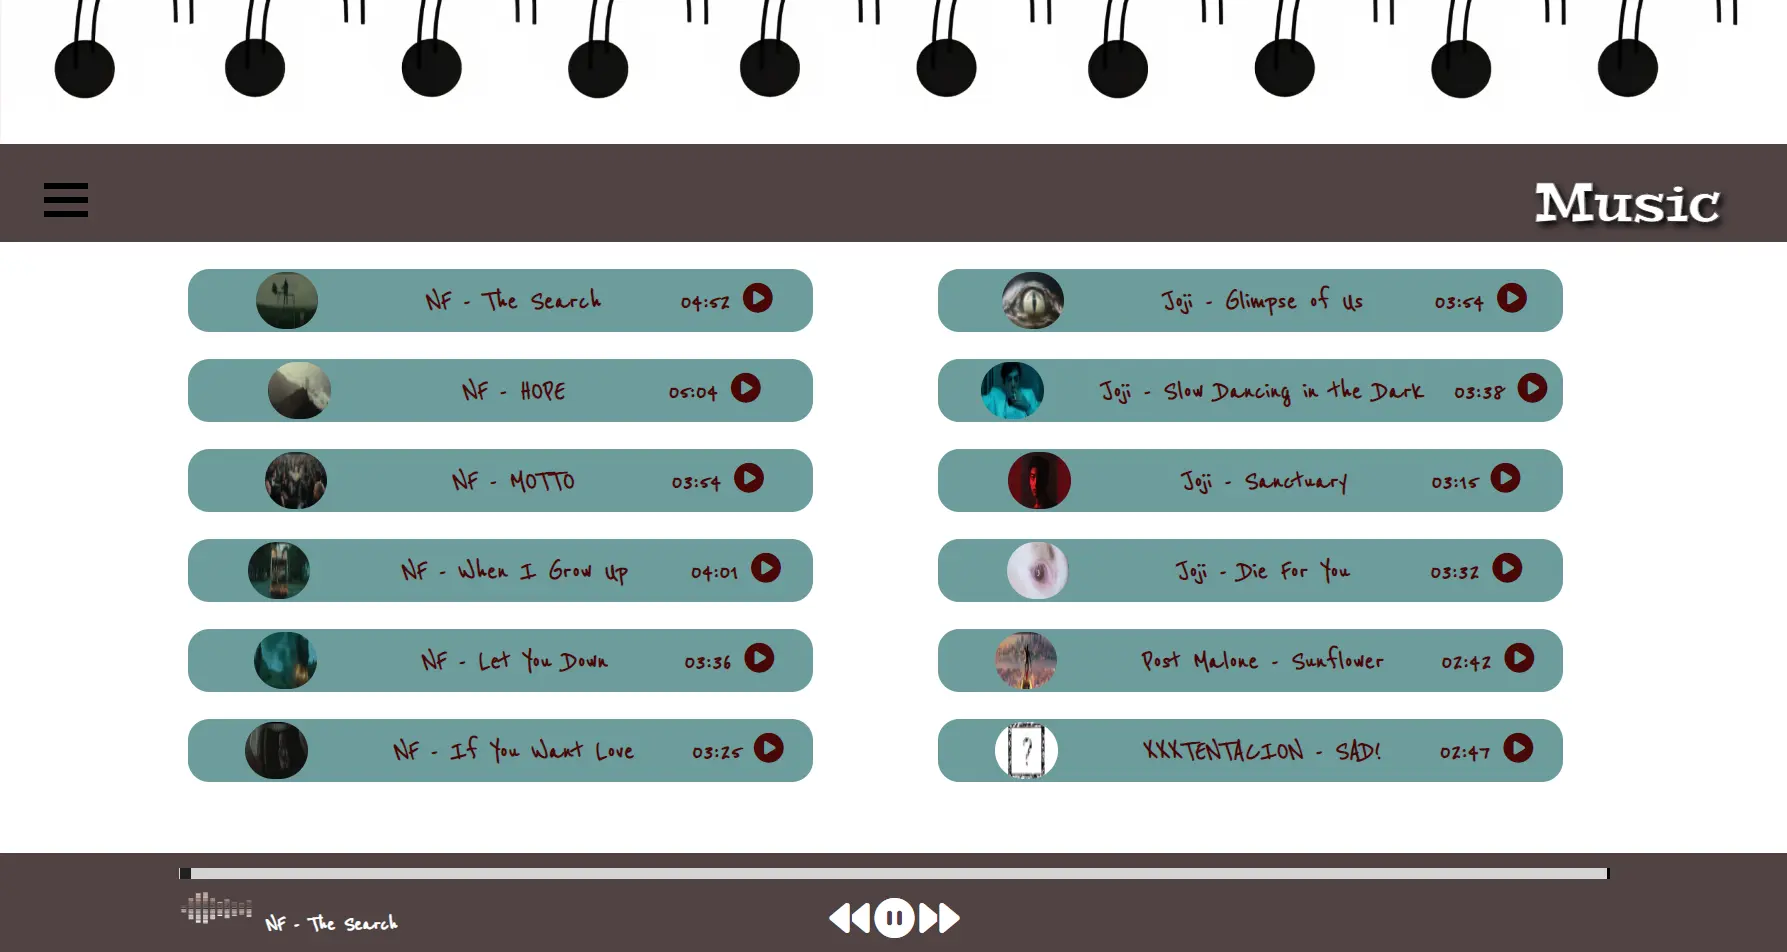 Music
NF - The Search 04:52
NF - HOPE 05:04
NF - MOTTO 03:54
NF - When I Grow Up 04:01
NF - Let You Down 03:36
NF - If You Want Love 03:25
Joji - Glimpse of Us 03:54
Joji - Slow Dancing in the Dark 03:38
Joji - Sanctuary 03:15
Joji - Die For You 03:32
Post Malone - Sunflower 02:42
XXXTENTACION - SAD! 02:47
?
NF - The Search